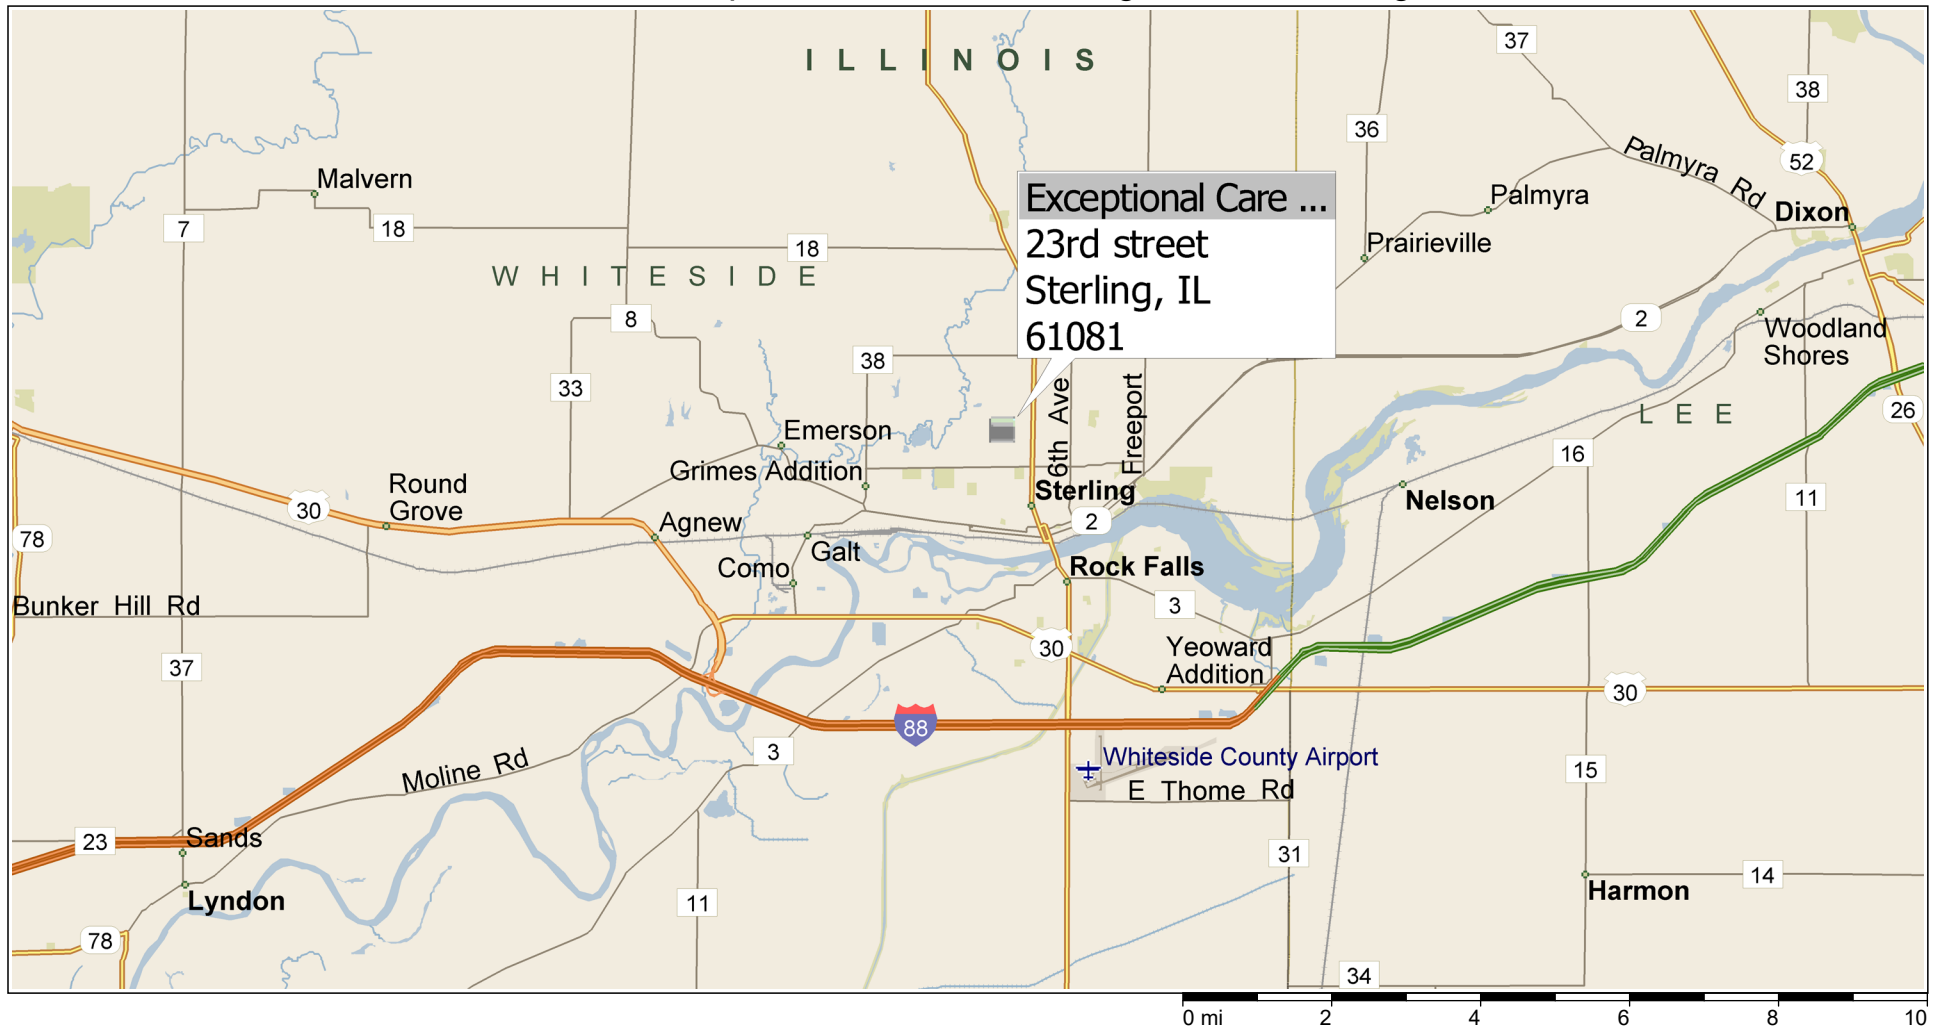 ILLINOIS
37
38
36
52
Palmyra Rd
Malvern
Exceptional Care ...
23rd street
Sterling, IL
61081
Palmyra
Dixon
7
18
18
Prairieville
WHITESIDE
8
2
Woodland
Shores
38
33
6th Ave
Freeport
LEE
26
Emerson
Grimes Addition
16
Round
Grove
Sterling
Nelson
11
30
78
Agnew
2
Galt
Como
Rock Falls
Bunker Hill Rd
3
30
Yeoward
Addition
37
30
88
3
Whiteside County Airport
Moline Rd
E Thome Rd
15
23
Sands
31
Lyndon
11
Harmon
14
78
34
0 mi 2 4 6 8 10